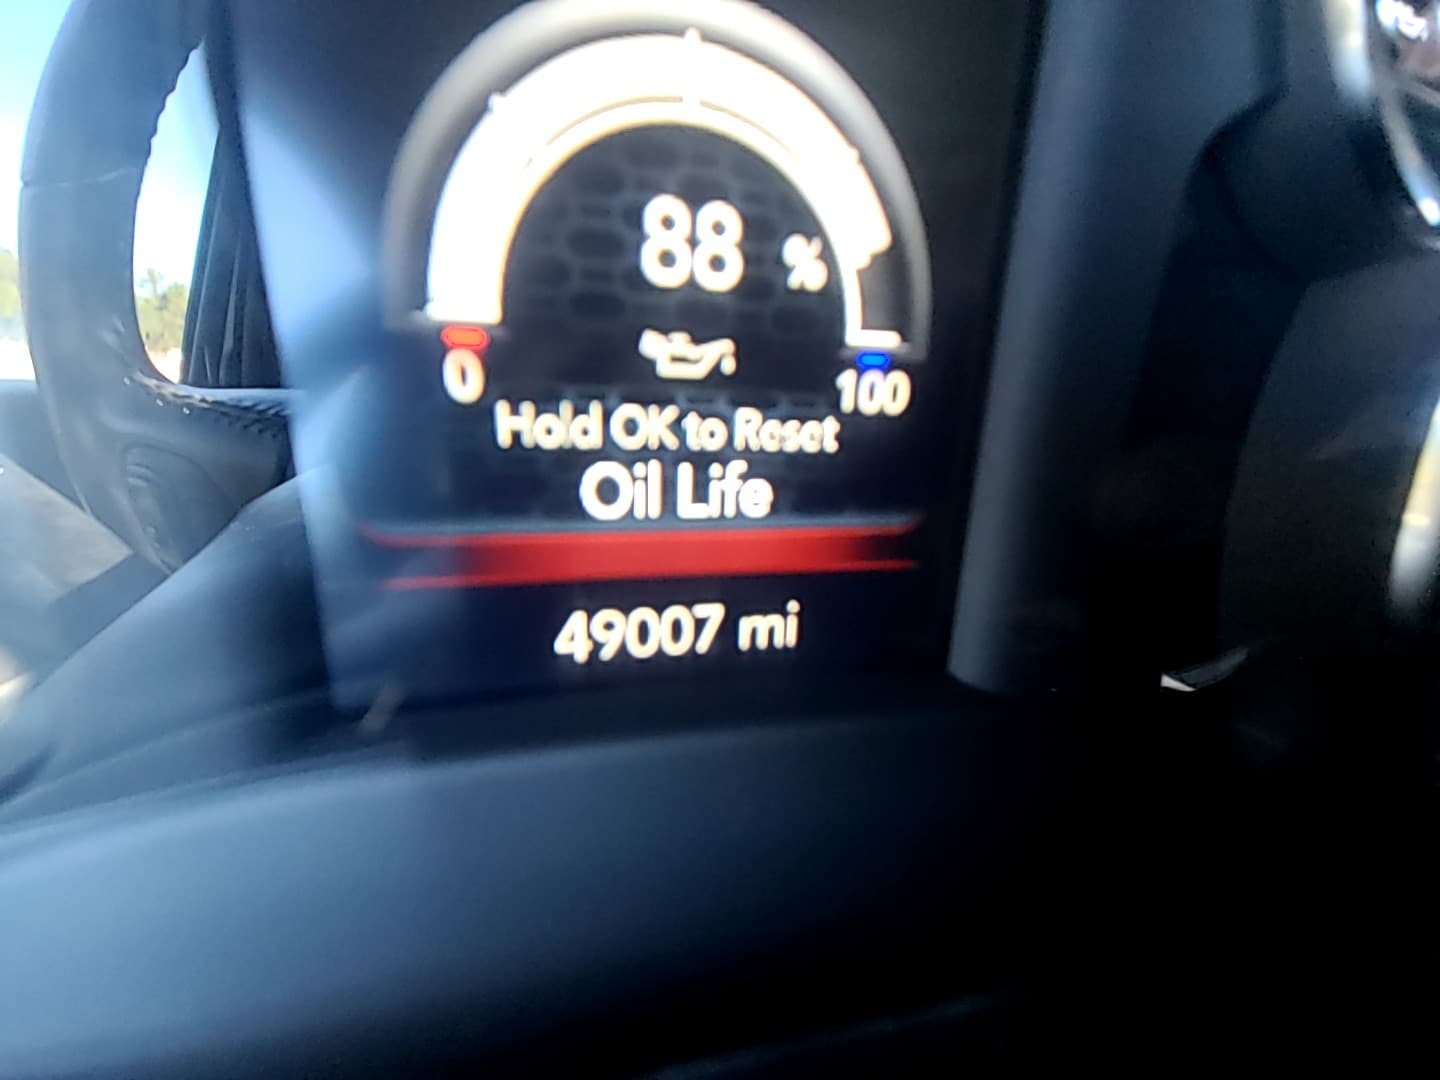 88 %
0
100
Hold OK to Reset
Oil Life
49007 mi